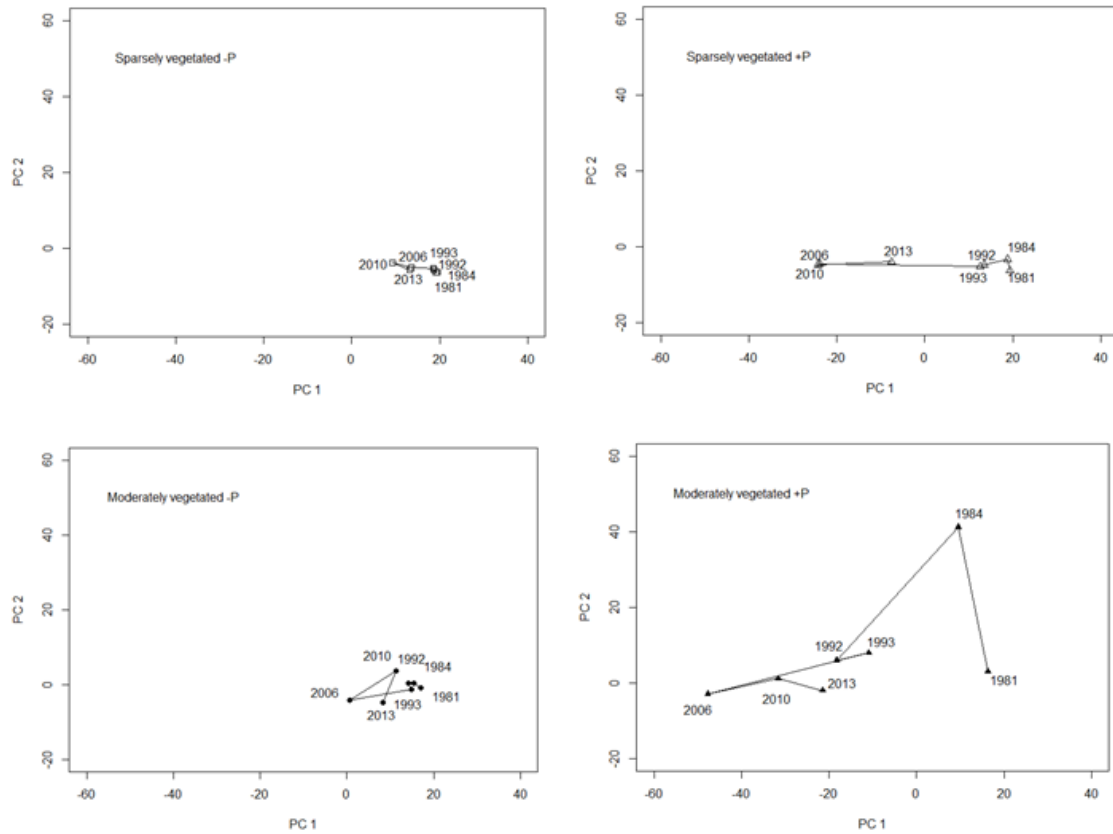 60
40
20
0
-20
PC 2
Sparsely vegetated -P
2006 1993
2010 1992
2013 1984
1981
-60 -40 -20 0 20 40
PC 1
60
40
20
0
-20
PC 2
Sparsely vegetated +P
2006 2013 1992 1984
2010 1993 1981
-60 -40 -20 0 20 40
PC 1
60
40
20
0
-20
PC 2
Moderately vegetated -P
2010 1992
1984
2006 1981
2013 1993
-60 -40 -20 0 20 40
PC 1
60
40
20
0
-20
PC 2
Moderately vegetated +P
1984
1992 1993
2006 2010 2013 1981
-60 -40 -20 0 20 40
PC 1